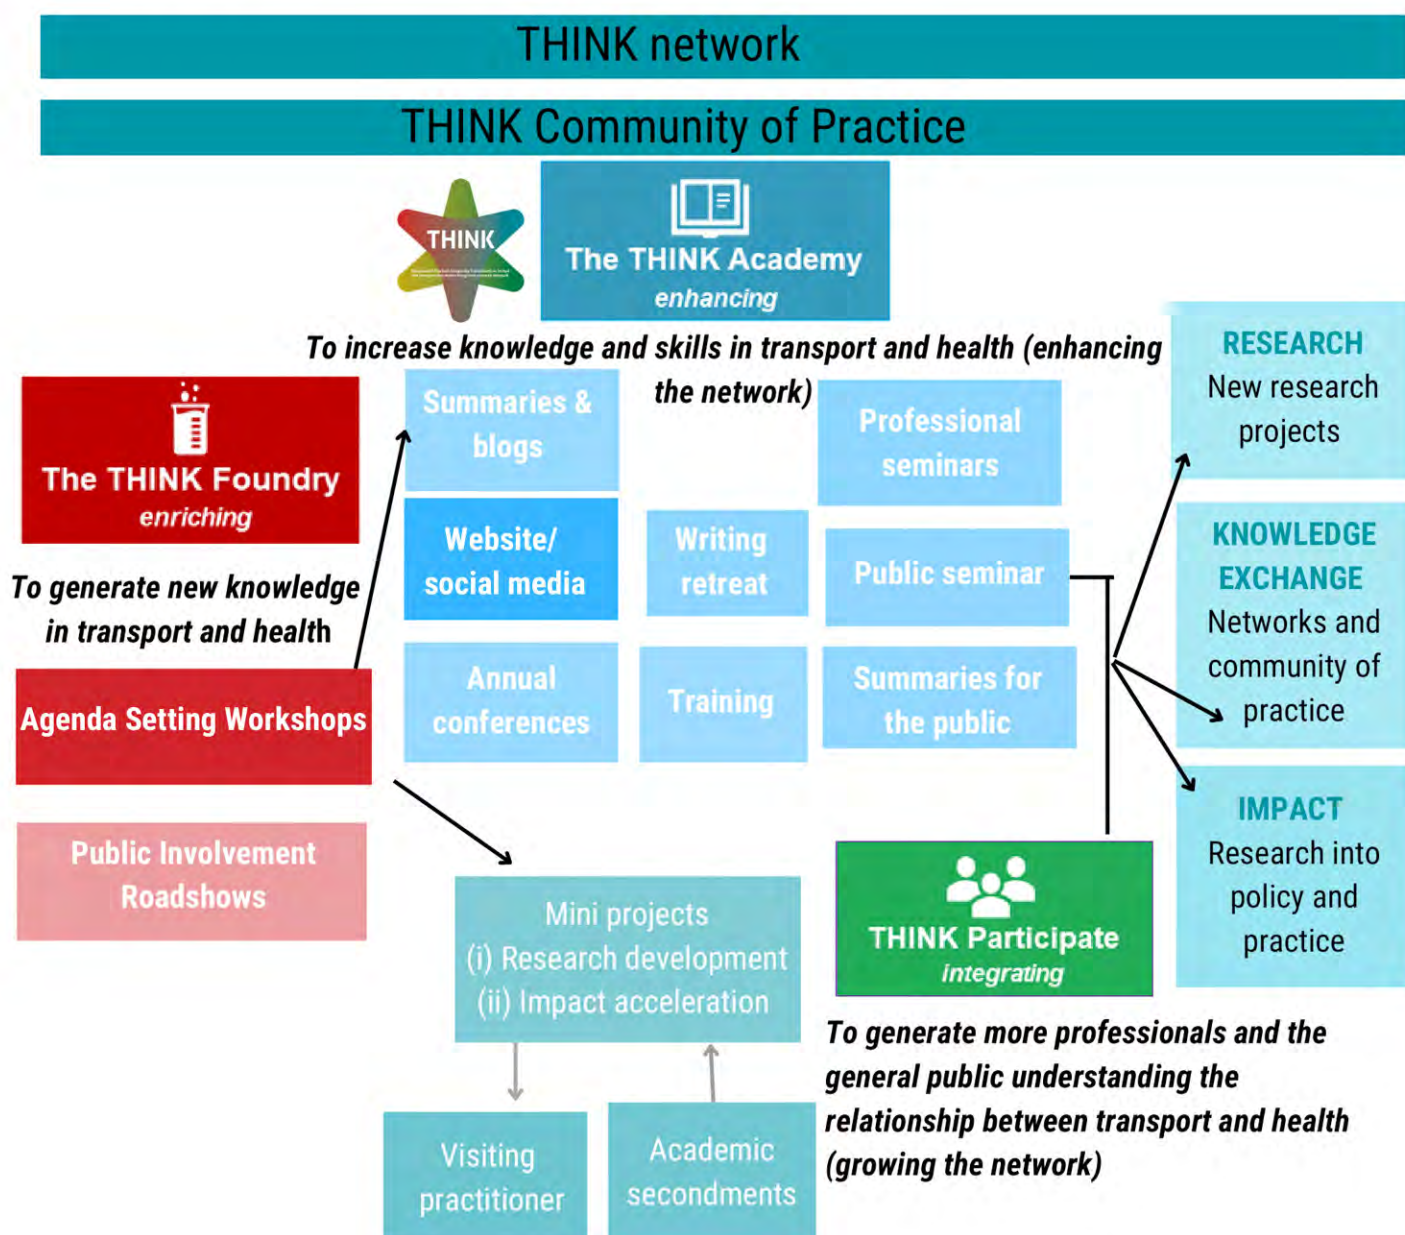 THINK network
THINK Community of Practice
THINK
The THINK Academy
enhancing
To increase knowledge and skills in transport and health (enhancing
the network)
The THINK Foundry
enriching
To generate new knowledge
in transport and health
Agenda Setting Workshops
Public Involvement
Roadshows
Summaries &
blogs
Professional
seminars
Website/
social media
Writing
retreat
Public seminar
Annual
conferences
Training
Summaries for
the public
Mini projects
(i) Research development
(ii) Impact acceleration
Visiting
practitioner
Academic
secondments
THINK Participate
integrating
To generate more professionals and the
general public understanding the
relationship between transport and health
(growing the network)
RESEARCH
New research
projects
KNOWLEDGE
EXCHANGE
Networks and
community of
practice
IMPACT
Research into
policy and
practice